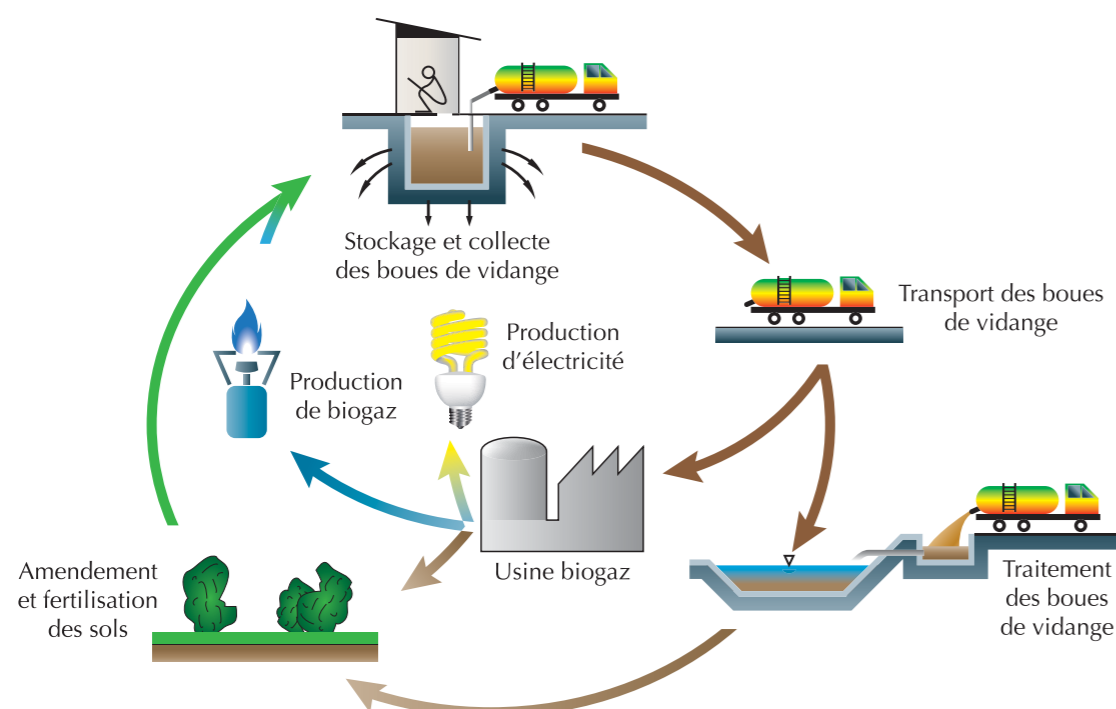 Stockage et collecte
des boues de vidange
Transport des boues
de vidange
Production
d'électricité
Production
de biogaz
Usine biogaz
Traitement
des boues
de vidange
Amendement
et fertilisation
des sols